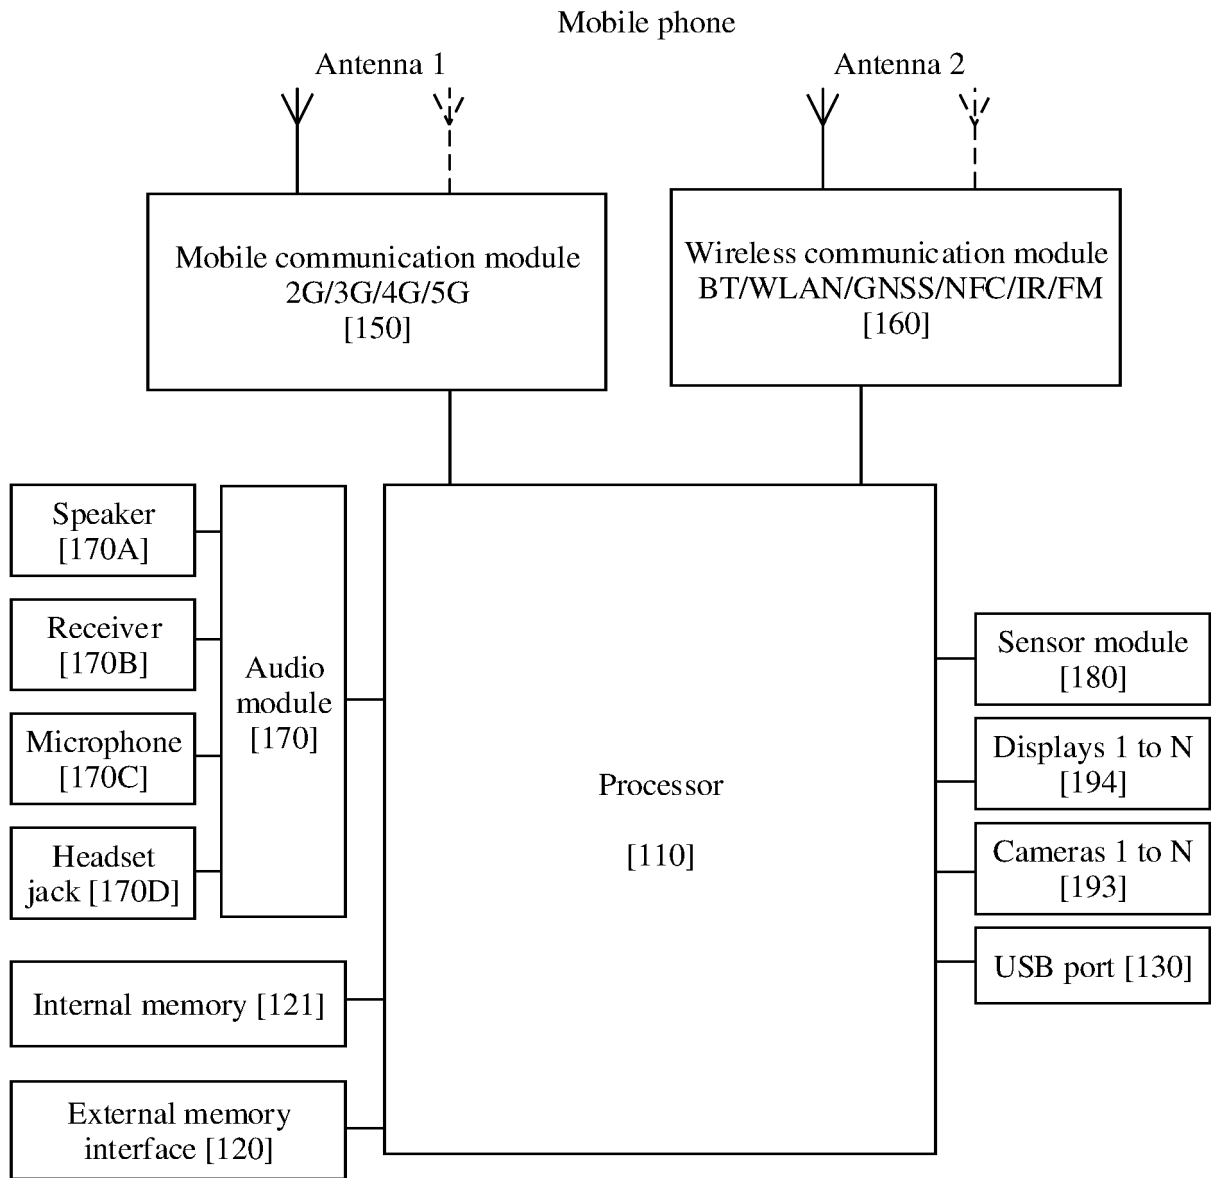 Mobile phone
Antenna 1
Antenna 2
Mobile communication module
2G/3G/4G/5G
[150]
Wireless communication module
BT/WLAN/GNSS/NFC/IR/FM
[160]
Speaker
[170A]
Receiver
[170B]
Microphone
[170C]
Headset
jack [170D]
Audio
module
[170]
Internal memory [121]
External memory
interface [120]
Processor
[110]
Sensor module
[180]
Displays 1 to N
[194]
Cameras 1 to N
[193]
USB port [130]